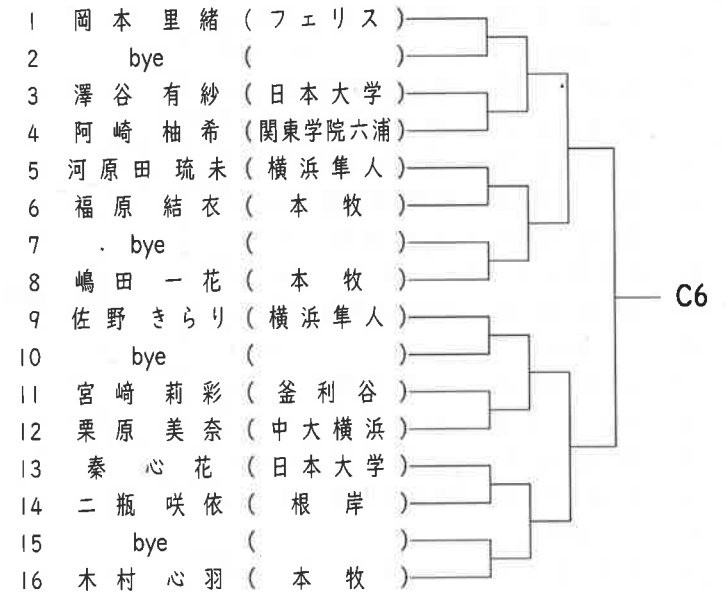 1 岡本 里緒 (フェリス)
2 bye ( )
3 澤谷 有紗 (日本大学)
4 阿崎 柚希 (関東学院六浦)
5 河原田 琉未 (横浜隼人)
6 福原 結衣 (本牧)
7 bye ( )
8 嶋田 一花 (本牧)
9 佐野 きらり (横浜隼人)
C6
10 bye ( )
11 宮﨑 莉彩 (釜利谷)
12 栗原 美奈 (中大横浜)
13 秦 心花 (日本大学)
14 二瓶 咲依 (根岸)
15 bye ( )
16 木村 心羽 (本牧)